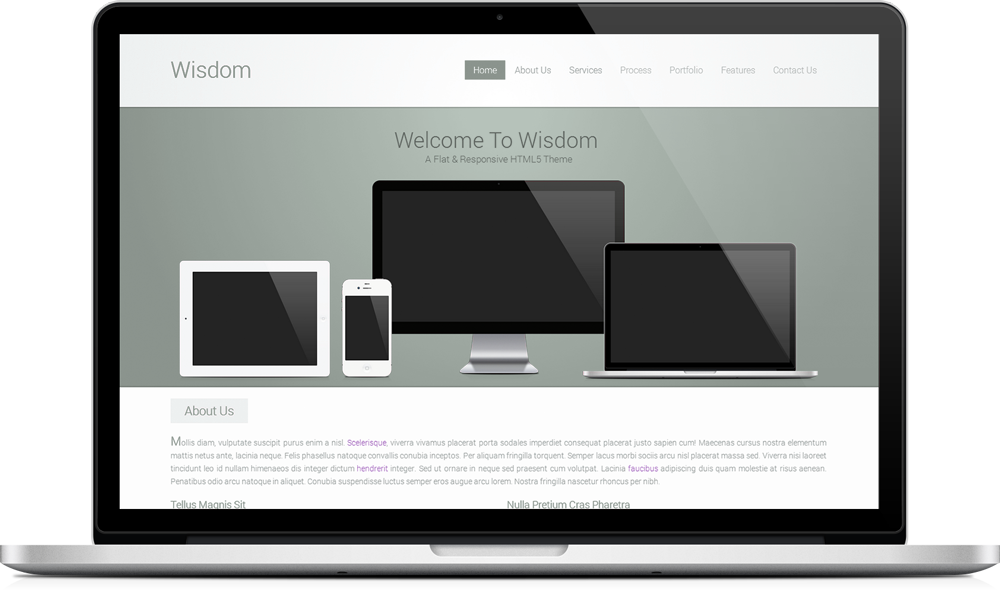 Wisdom
Home About Us Services Process Portfolio Features Contact Us
Welcome To Wisdom
A Flat & Responsive HTML5 Theme
About Us
Mollis diam, vulputate suscipit purus enim a nisl. Scelerisque, viverra vivamus placerat porta sodales imperdiet consequat placerat justo sapien cum! Maecenas cursus nostra elementum
mattis netus ante, lacinia neque. Felis phasellus natoque convallis conubia inceptos. Per aliquam fringilla torquent. Semper lacus morbi sociis arcu nisl placerat massa sed. Viverra nisi laoreet
tincidunt leo id nullam himenaeos dis integer dictum hendrerit integer. Sed ut ornare in neque sed praesent cum volutpat. Lacinia faucibus adipiscing duis quam molestie at risus aenean.
Penatibus odio arcu natoque in aliquet. Conubia suspendisse luctus semper eros augue arcu lorem. Nostra fringilla nascetur rhoncus per nibh.
Tellus Magnis Sit Nulla Pretium Cras Pharetra